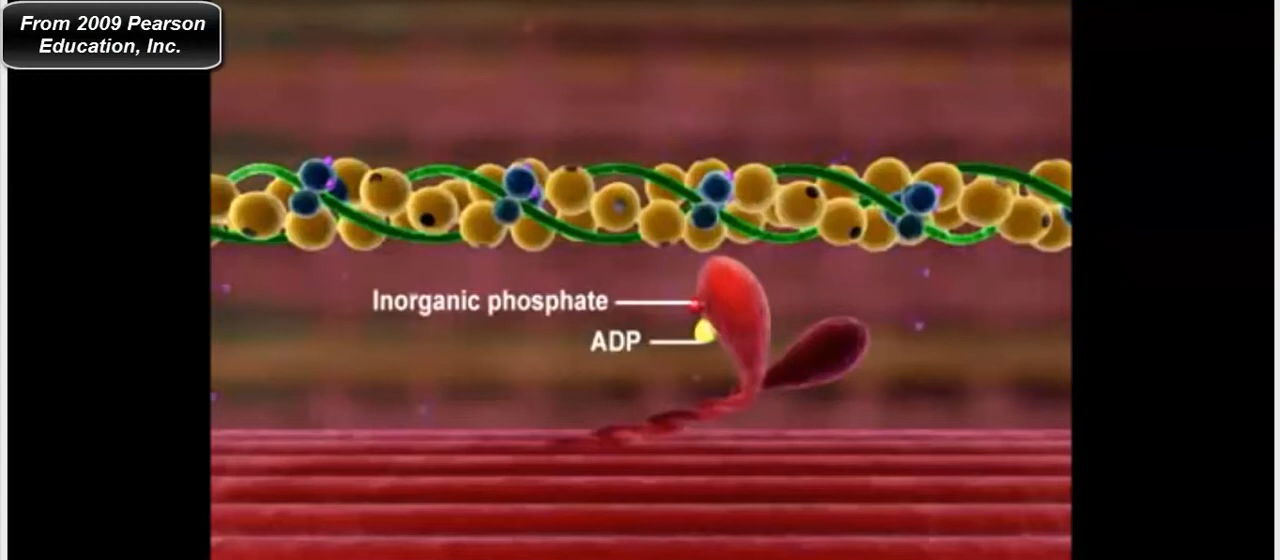 From 2009 Pearson
Education, Inc.
Inorganic phosphate
ADP